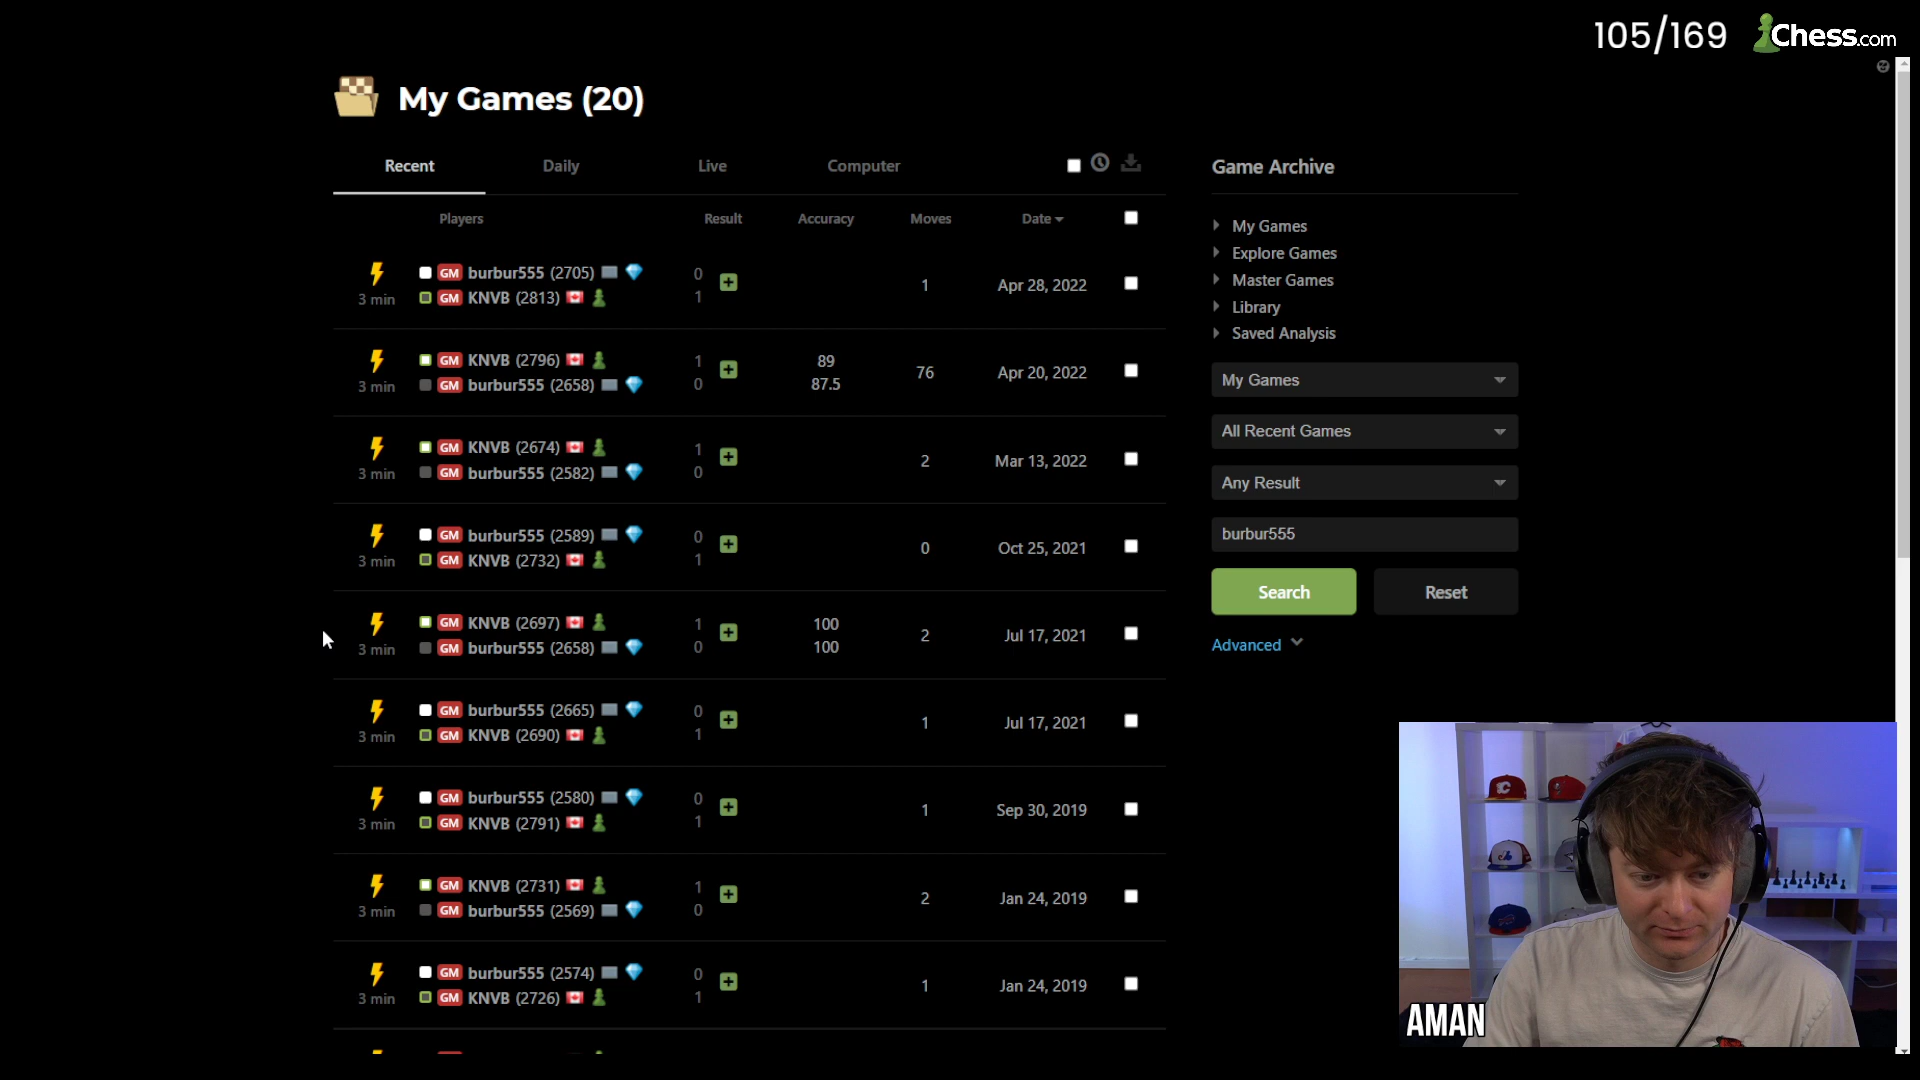 105/169 Chess.com
My Games (20)
Recent Daily Live Computer
Players Result Accuracy Moves Date
3 min
GM burbur555 (2705) 0
GM KNVB (2813) 1
1 Apr 28, 2022
3 min
GM KNVB (2796) 1 89
GM burbur555 (2658) 0 87.5
76 Apr 20, 2022
3 min
GM KNVB (2674) 1
GM burbur555 (2582) 0
2 Mar 13, 2022
3 min
GM burbur555 (2589) 0
GM KNVB (2732) 1
0 Oct 25, 2021
3 min
GM KNVB (2697) 1 100
GM burbur555 (2658) 0 100
2 Jul 17, 2021
3 min
GM burbur555 (2665) 0
GM KNVB (2690) 1
1 Jul 17, 2021
3 min
GM burbur555 (2580) 0
GM KNVB (2791) 1
1 Sep 30, 2019
3 min
GM KNVB (2731) 1
GM burbur555 (2569) 0
2 Jan 24, 2019
3 min
GM burbur555 (2574) 0
GM KNVB (2726) 1
1 Jan 24, 2019
Game Archive
My Games
Explore Games
Master Games
Library
Saved Analysis
My Games
All Recent Games
Any Result
burbur555
Search Reset
Advanced
AMAN